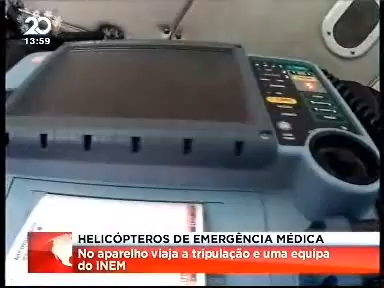 20
13:59
HELICÓPTEROS DE EMERGÊNCIA MÉDICA
No aparelho viaja a tripulação e uma equipa
do INEM